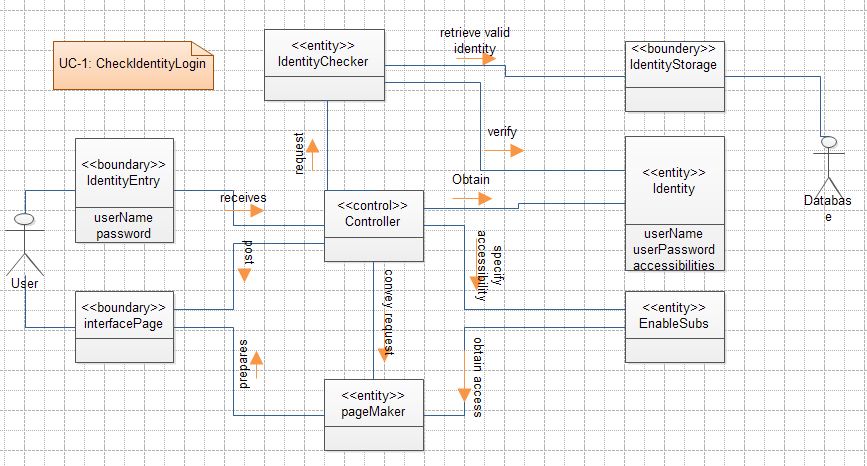 UC-1: CheckIdentityLogin
<<entity>>
IdentityChecker
retrieve valid
identity
<<boundery>>
IdentityStorage
request
verify
<<boundary>>
IdentityEntry
userName
password
receives
<<control>>
Controller
Obtain
<<entity>>
Identity
userName
userPassword
accessibilities
Databas
e
User
post
specify
accessibility
<<boundary>>
interfacePage
convey request
<<entity>>
EnableSubs
prepares
obtain access
<<entity>>
pageMaker